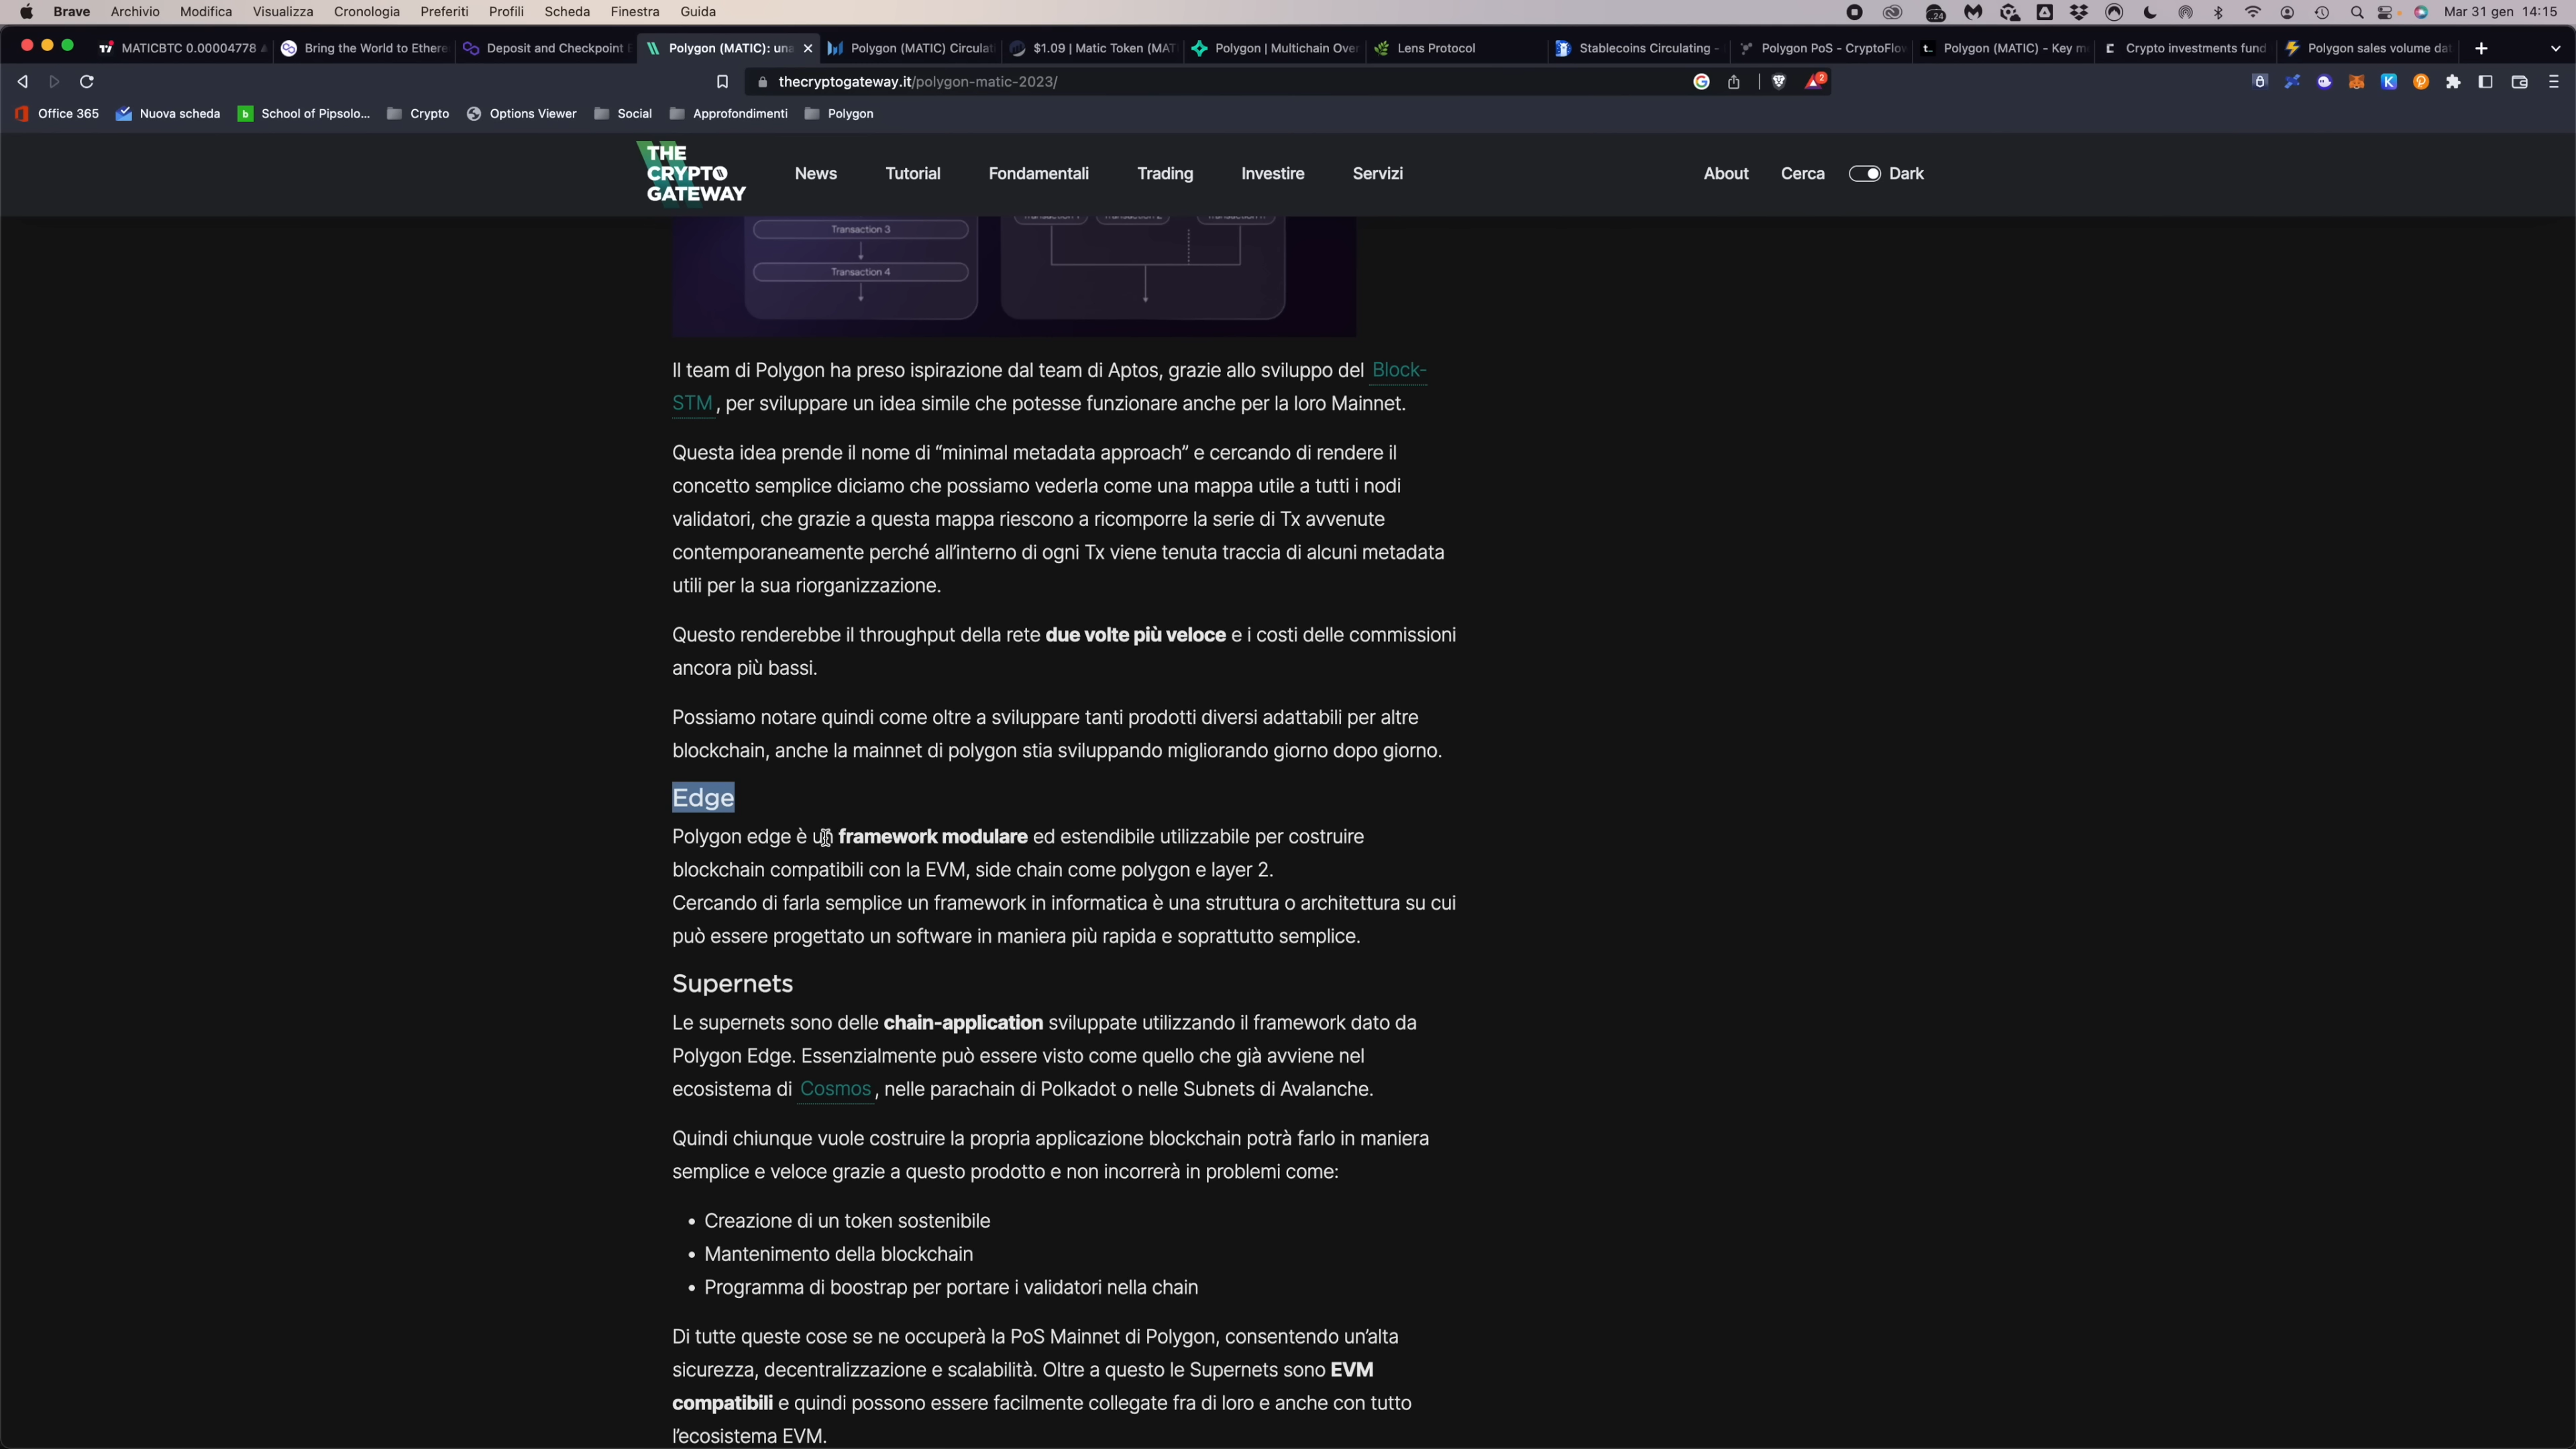 Brave Archivio Modifica Visualizza Cronologia Preferiti Profili Scheda Finestra Guida
24
Mar 31 gen 14:15
MATICBTC 0.00004778
Bring the World to Ethere
Deposit and Checkpoint
Polygon (MATIC): una
Polygon (MATIC) Circulati
$1.09 | Matic Token (MAT
Polygon | Multichain Over
Lens Protocol
Stablecoins Circulating -
Polygon PoS - CryptoFlov
Polygon (MATIC) - Key m
Crypto investments fund
Polygon sales volume dat
thecryptogateway.it/polygon-matic-2023/
2
Office 365 Nuova scheda School of Pipsolo... Crypto Options Viewer Social Approfondimenti Polygon
THE
CRYPTO
GATEWAY
News Tutorial Fondamentali Trading Investire Servizi About Cerca Dark
Transaction 3
Transaction 4
Il team di Polygon ha preso ispirazione dal team di Aptos, grazie allo sviluppo del Block-
STM , per sviluppare un idea simile che potesse funzionare anche per la loro Mainnet.
Questa idea prende il nome di “minimal metadata approach” e cercando di rendere il
concetto semplice diciamo che possiamo vederla come una mappa utile a tutti i nodi
validatori, che grazie a questa mappa riescono a ricomporre la serie di Tx avvenute
contemporaneamente perché all’interno di ogni Tx viene tenuta traccia di alcuni metadata
utili per la sua riorganizzazione.
Questo renderebbe il throughput della rete due volte più veloce e i costi delle commissioni
ancora più bassi.
Possiamo notare quindi come oltre a sviluppare tanti prodotti diversi adattabili per altre
blockchain, anche la mainnet di polygon stia sviluppando migliorando giorno dopo giorno.
Edge
Polygon edge è un framework modulare ed estendibile utilizzabile per costruire
blockchain compatibili con la EVM, side chain come polygon e layer 2.
Cercando di farla semplice un framework in informatica è una struttura o architettura su cui
può essere progettato un software in maniera più rapida e soprattutto semplice.
Supernets
Le supernets sono delle chain-application sviluppate utilizzando il framework dato da
Polygon Edge. Essenzialmente può essere visto come quello che già avviene nel
ecosistema di Cosmos , nelle parachain di Polkadot o nelle Subnets di Avalanche.
Quindi chiunque vuole costruire la propria applicazione blockchain potrà farlo in maniera
semplice e veloce grazie a questo prodotto e non incorrerà in problemi come:
• Creazione di un token sostenibile
• Mantenimento della blockchain
• Programma di boostrap per portare i validatori nella chain
Di tutte queste cose se ne occuperà la PoS Mainnet di Polygon, consentendo un’alta
sicurezza, decentralizzazione e scalabilità. Oltre a questo le Supernets sono EVM
compatibili e quindi possono essere facilmente collegate fra di loro e anche con tutto
l’ecosistema EVM.